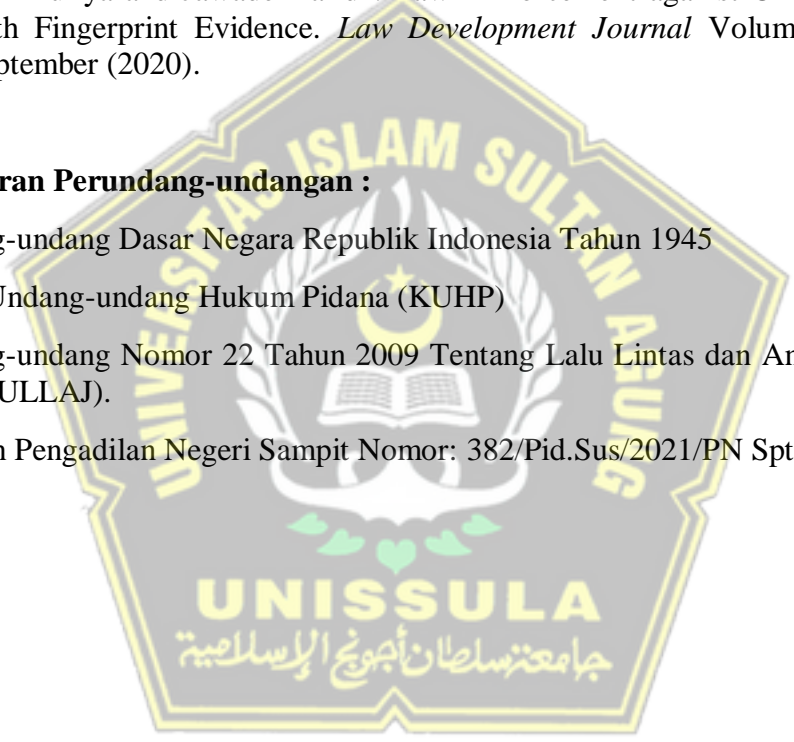 th Fingerprint Evidence. Law Development Journal Volum
ptember (2020).
ran Perundang-undangan :
g-undang Dasar Negara Republik Indonesia Tahun 1945
Undang-undang Hukum Pidana (KUHP)
g-undang Nomor 22 Tahun 2009 Tentang Lalu Lintas dan An
ULLAJ).
n Pengadilan Negeri Sampit Nomor: 382/Pid.Sus/2021/PN Spt
UNIVERSITAS ISLAM SULTAN AGUNG
UNISSULA
جامعتنسلطان أجونج الإسلامية